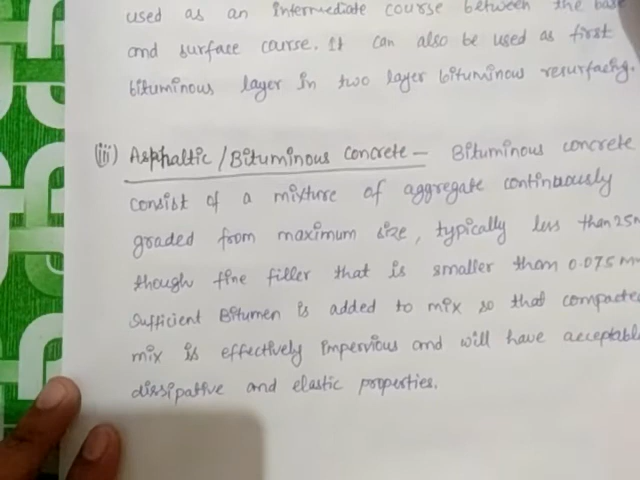 used as an intermediate course between the base
and surface course. It can also be used as first
bituminous layer in two layer bituminous resurfacing.
(iii) Asphaltic / Bituminous concrete - Bituminous concrete
consist of a mixture of aggregate continuously
graded from maximum size, typically less than 25m
though fine filler that is smaller than 0.075 m
Sufficient Bitumen is added to mix so that compacted
mix is effectively impervious and will have acceptable
dissipative and elastic properties.